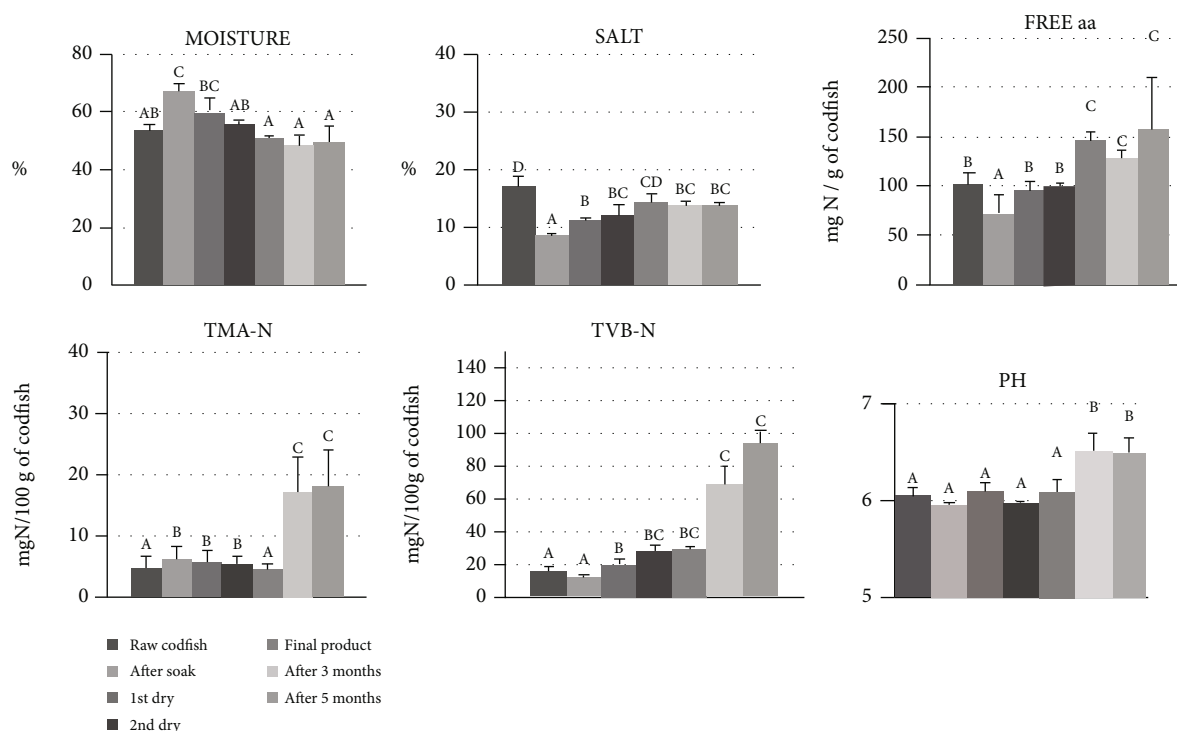 MOISTURE
80
60
40
20
0
%
AB
C
BC
AB
A
A
A
SALT
40
30
20
10
0
%
D
A
B
BC
CD
BC
BC
FREE aa
250
200
150
100
50
0
mg N / g of codfish
B
A
B
B
C
C
C
TMA-N
40
30
20
10
0
mgN/100 g of codfish
A
B
B
B
A
C
C
TVB-N
140
120
100
80
60
40
20
0
mgN/100g of codfish
A
A
B
BC
BC
C
C
PH
7
6
5
A
A
A
A
A
B
B
Raw codfish
After soak
1st dry
2nd dry
Final product
After 3 months
After 5 months